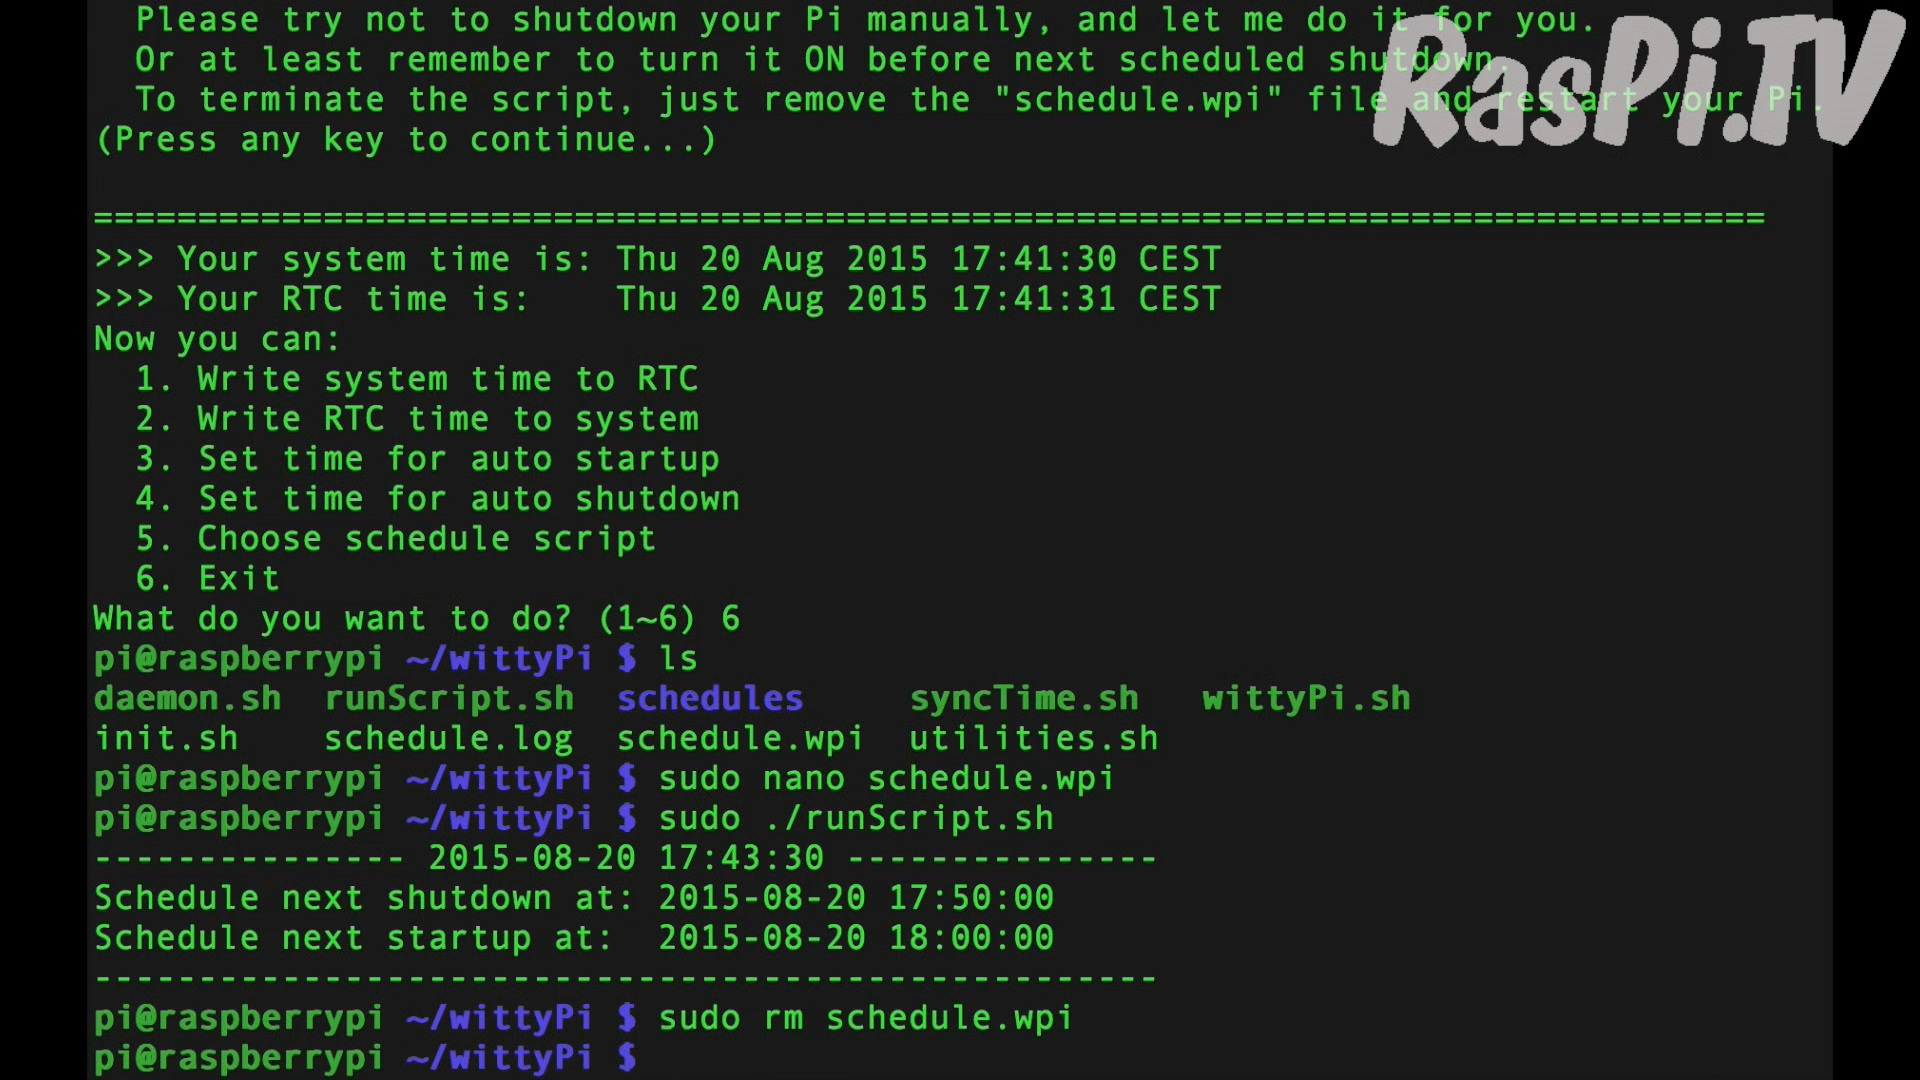 Please try not to shutdown your Pi manually, and let me do it for you.
Or at least remember to turn it ON before next scheduled shutdown.
To terminate the script, just remove the "schedule.wpi" file and restart your Pi.
(Press any key to continue...)
RasPi.TV
================================================================================
>>> Your system time is: Thu 20 Aug 2015 17:41:30 CEST
>>> Your RTC time is:    Thu 20 Aug 2015 17:41:31 CEST
Now you can:
1. Write system time to RTC
2. Write RTC time to system
3. Set time for auto startup
4. Set time for auto shutdown
5. Choose schedule script
6. Exit
What do you want to do? (1~6) 6
pi@raspberrypi ~/wittyPi $ ls
daemon.sh  runScript.sh  schedules     syncTime.sh   wittyPi.sh
init.sh    schedule.log  schedule.wpi  utilities.sh
pi@raspberrypi ~/wittyPi $ sudo nano schedule.wpi
pi@raspberrypi ~/wittyPi $ sudo ./runScript.sh
--------------- 2015-08-20 17:43:30 ---------------
Schedule next shutdown at: 2015-08-20 17:50:00
Schedule next startup at:  2015-08-20 18:00:00
---------------------------------------------------
pi@raspberrypi ~/wittyPi $ sudo rm schedule.wpi
pi@raspberrypi ~/wittyPi $